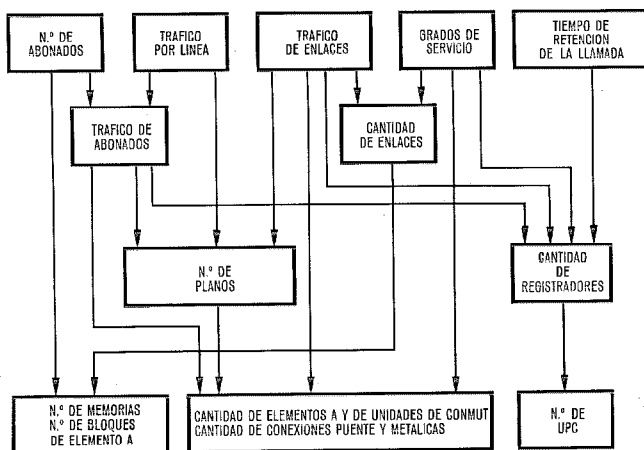 N.º DE
ABONADOS
TRAFICO
POR LINEA
TRAFICO
DE ENLACES
GRADOS DE
SERVICIO
TIEMPO DE
RETENCION
DE LA LLAMADA
TRAFICO DE
ABONADOS
CANTIDAD
DE ENLACES
N.º DE
PLANOS
CANTIDAD
DE
REGISTRADORES
N.º DE MEMORIAS
N.º DE BLOQUES
DE ELEMENTO A
CANTIDAD DE ELEMENTOS A Y DE UNIDADES DE CONMUT
CANTIDAD DE CONEXIONES PUENTE Y METALICAS
N.º DE
UPC